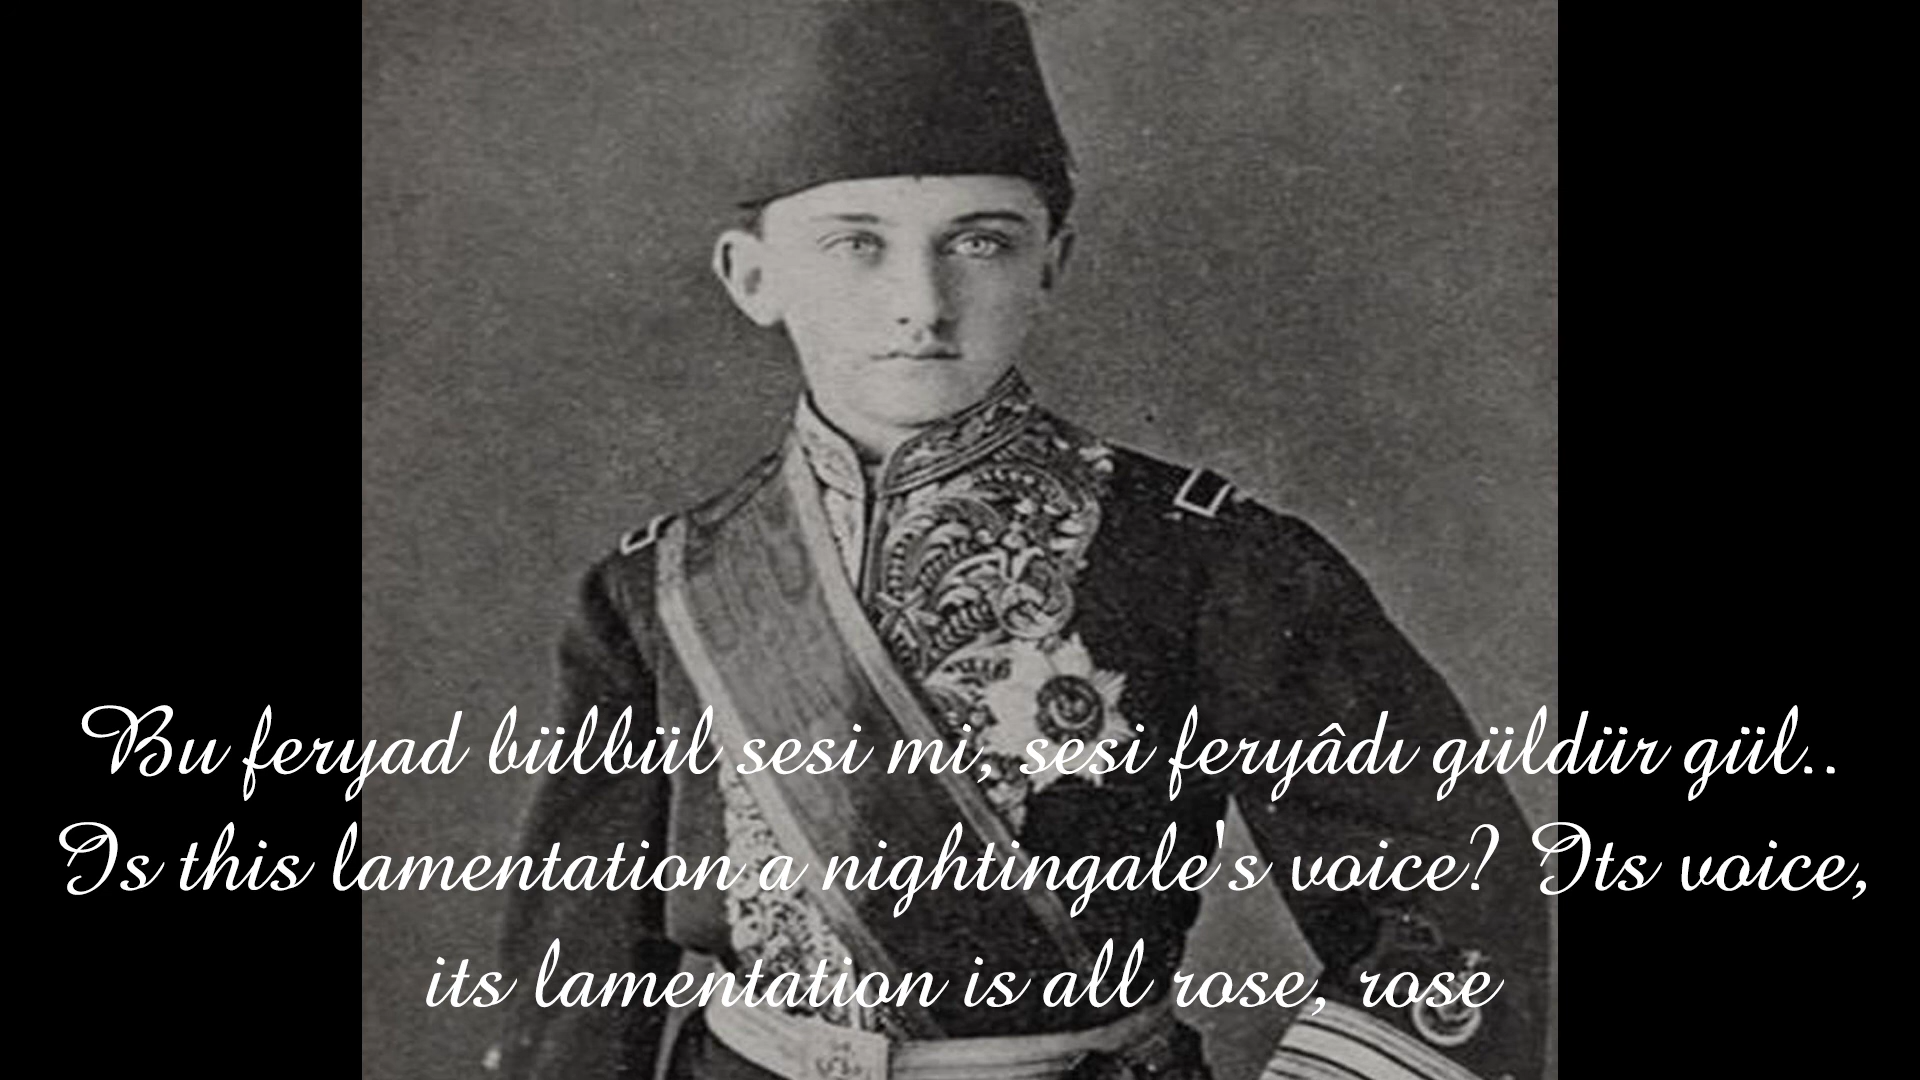 Bu feryad bülbül sesi mi, sesi feryâdı güldür gül..
Is this lamentation a nightingale's voice? Its voice,
its lamentation is all rose, rose